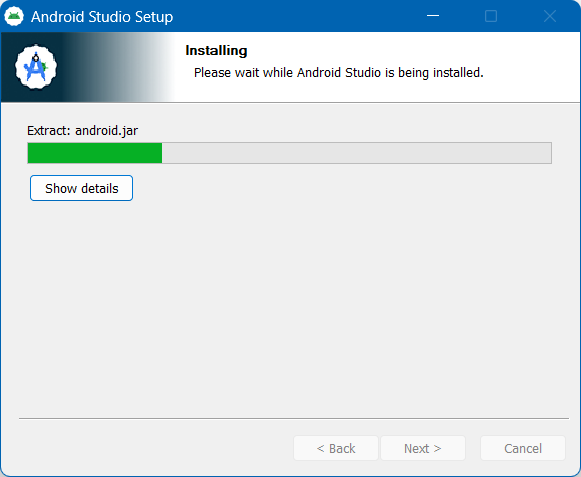 Android Studio Setup
Installing
Please wait while Android Studio is being installed.
Extract: android.jar
Show details
< Back
Next >
Cancel